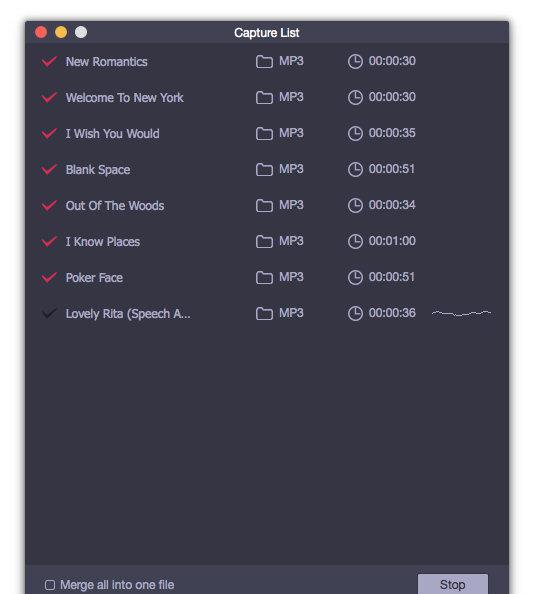 Capture List
New Romantics MP3 00:00:30
Welcome To New York MP3 00:00:30
I Wish You Would MP3 00:00:35
Blank Space MP3 00:00:51
Out Of The Woods MP3 00:00:34
I Know Places MP3 00:01:00
Poker Face MP3 00:00:51
Lovely Rita (Speech A... MP3 00:00:36
Merge all into one file Stop